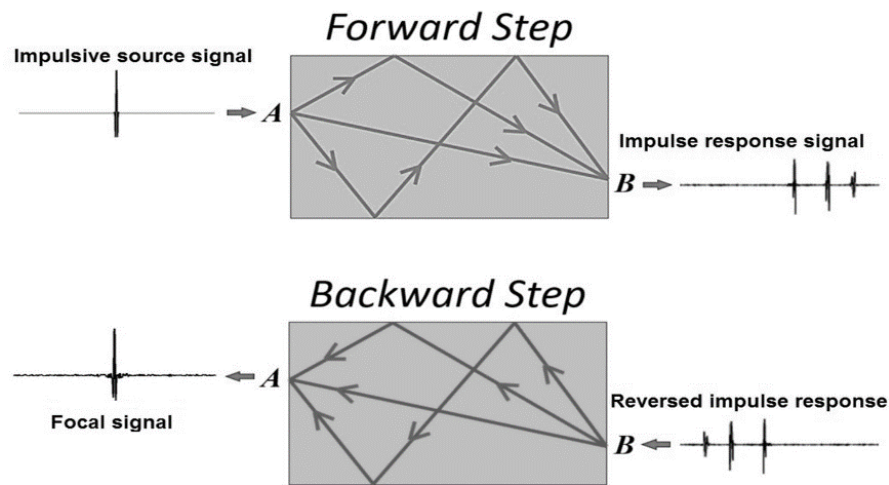 Forward Step
Impulsive source signal
A
Impulse response signal
B
Backward Step
A
Focal signal
Reversed impulse response
B